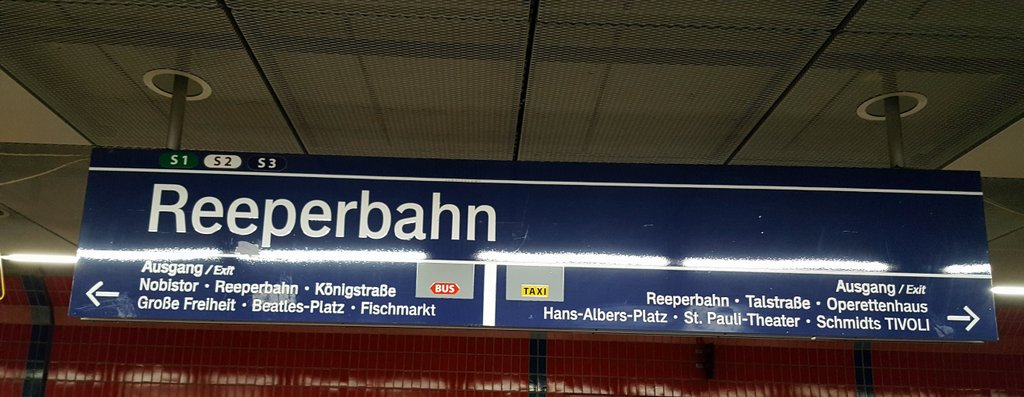 S1 S2 S3
Reeperbahn
Ausgang / Exit
Nobistor · Reeperbahn · Königstraße
Große Freiheit · Beatles-Platz · Fischmarkt
BUS
TAXI
Ausgang / Exit
Reeperbahn · Talstraße · Operettenhaus
Hans-Albers-Platz · St. Pauli-Theater · Schmidts TIVOLI